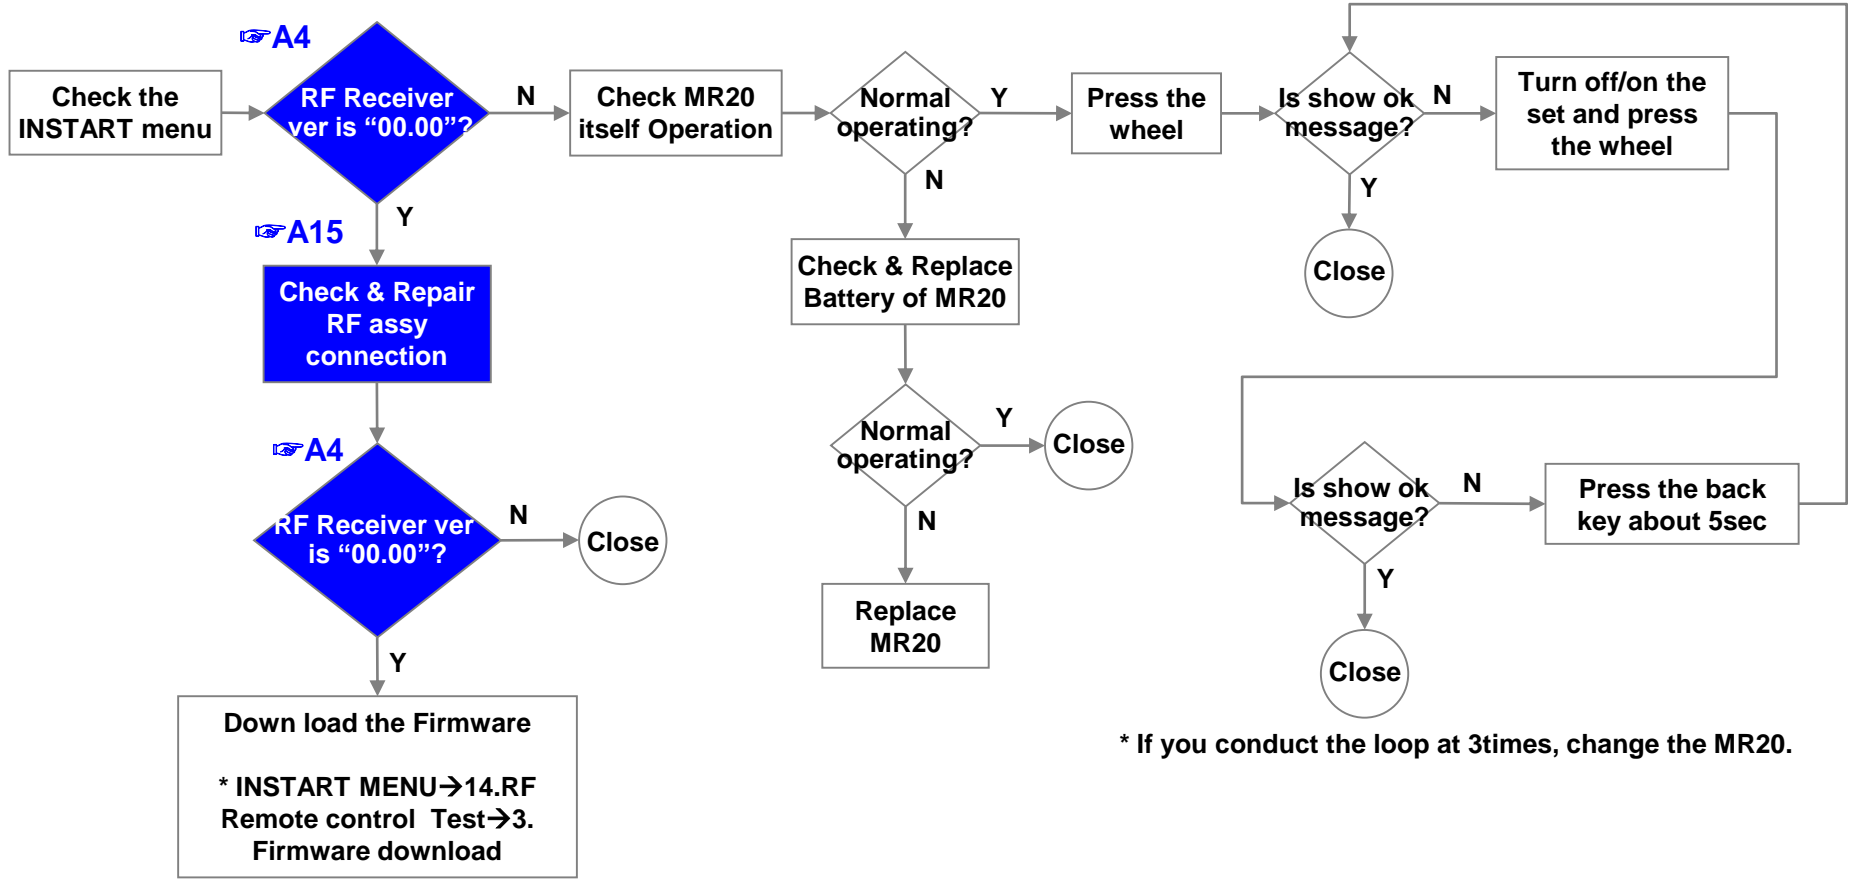 ☞A4
Check the
INSTART menu
RF Receiver
ver is “00.00”?
N
Check MR20
itself Operation
Normal
operating?
Y
Press the
wheel
Is show ok
message?
N
Turn off/on the
set and press
the wheel
Y
Close
N
Check & Replace
Battery of MR20
Normal
operating?
Y
Close
N
Replace
MR20
Y
☞A15
Check & Repair
RF assy
connection
☞A4
RF Receiver ver
is “00.00”?
N
Close
Y
Down load the Firmware
* INSTART MENU→14.RF
Remote control Test→3.
Firmware download
Is show ok
message?
N
Press the back
key about 5sec
Y
Close
* If you conduct the loop at 3times, change the MR20.